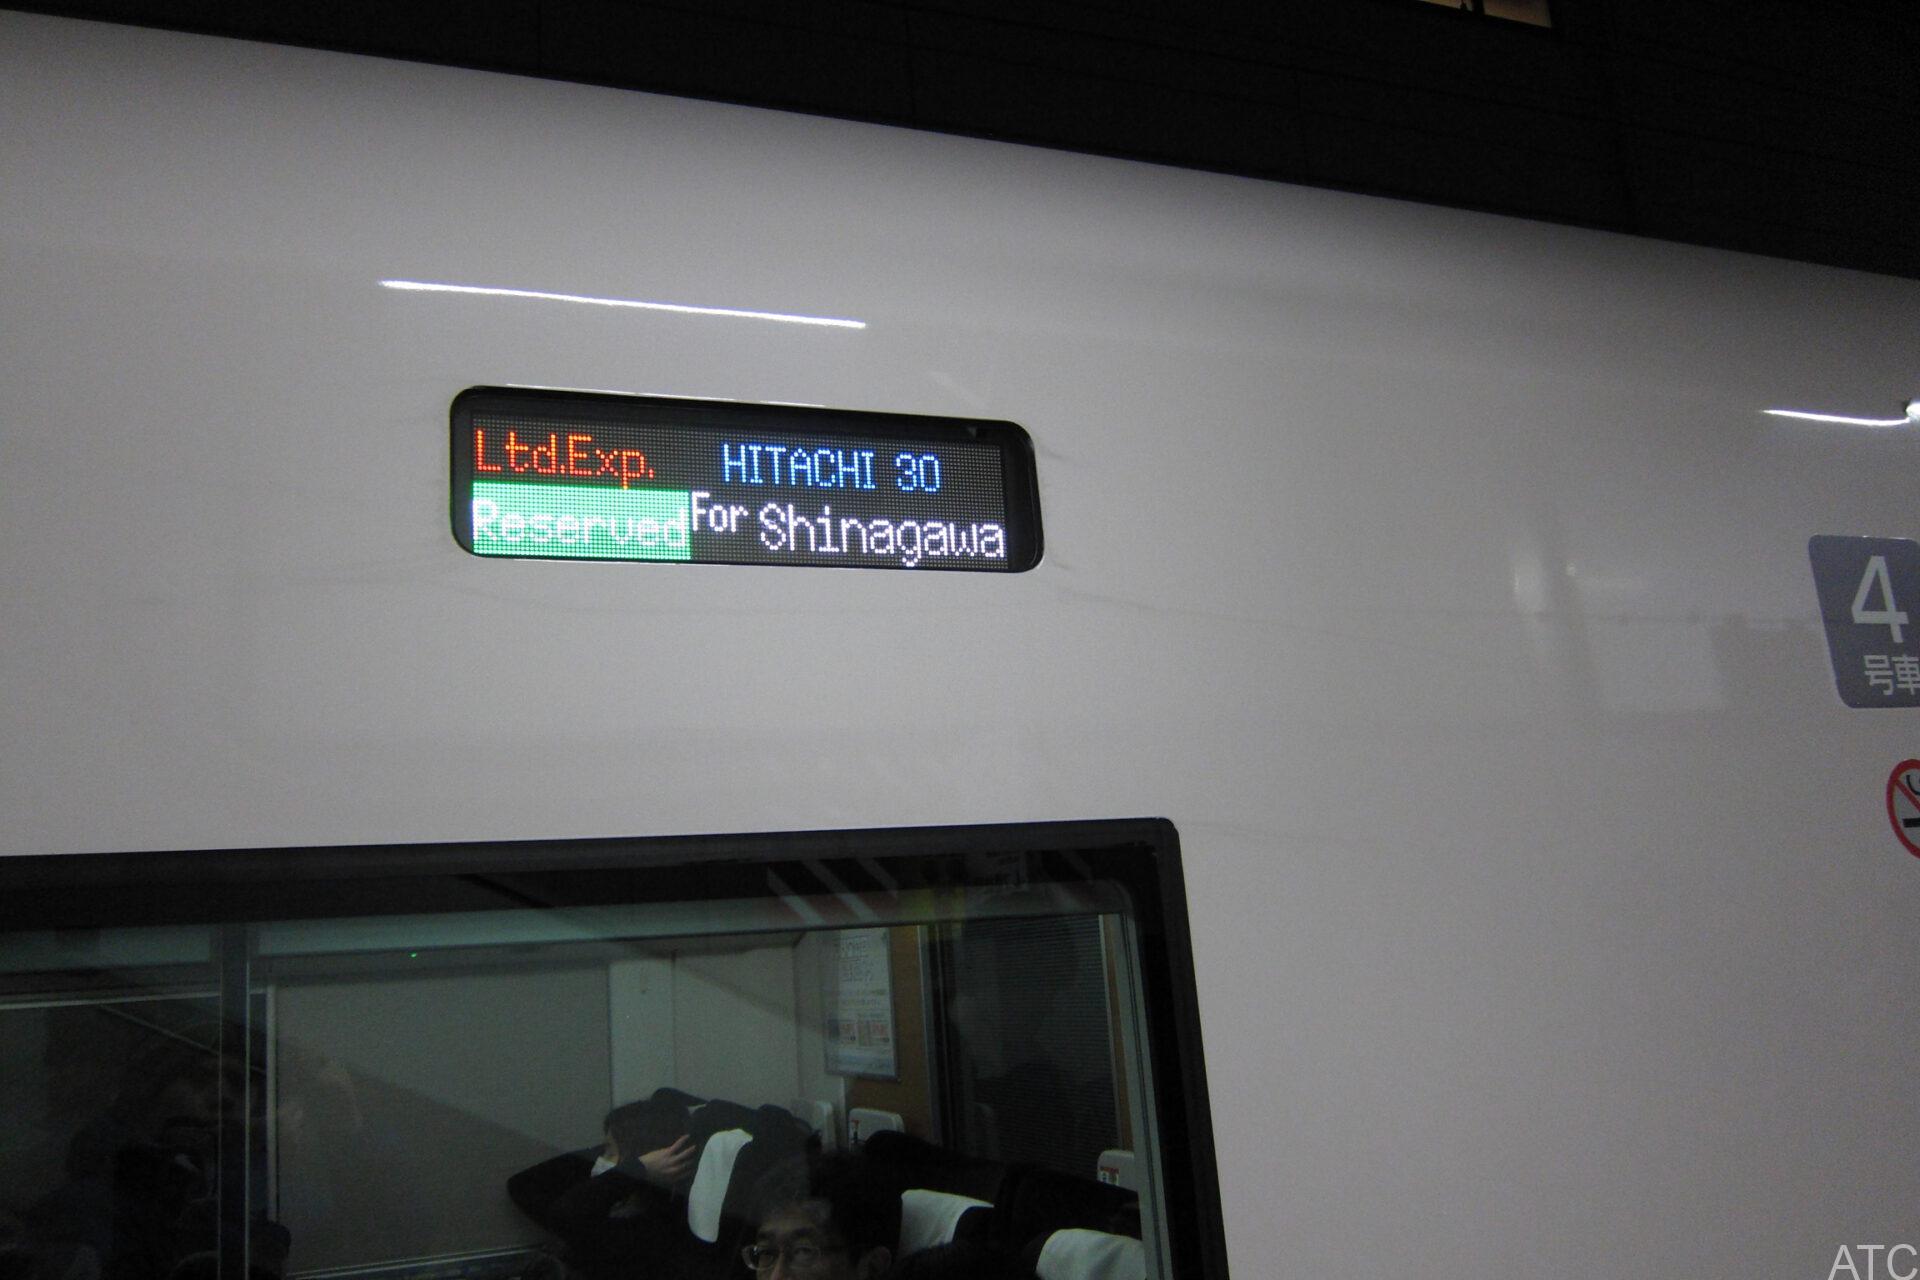 Ltd.Exp. HITACHI 30
Reserved For Shinagawa
4
号車
ATC